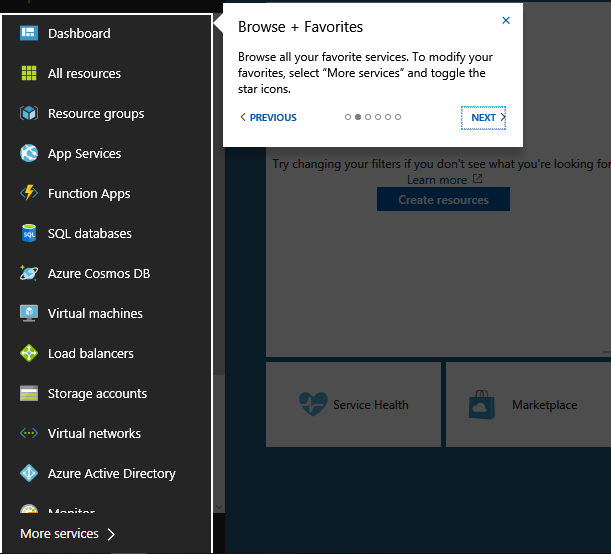 Dashboard
All resources
Resource groups
App Services
Function Apps
SQL
SQL databases
Azure Cosmos DB
Virtual machines
Load balancers
Storage accounts
Virtual networks
Azure Active Directory
Monitor
More services
Browse + Favorites
Browse all your favorite services. To modify your
favorites, select “More services” and toggle the
star icons.
PREVIOUS
NEXT
Try changing your filters if you don't see what you're looking for
Learn more
Create resources
Service Health
Marketplace